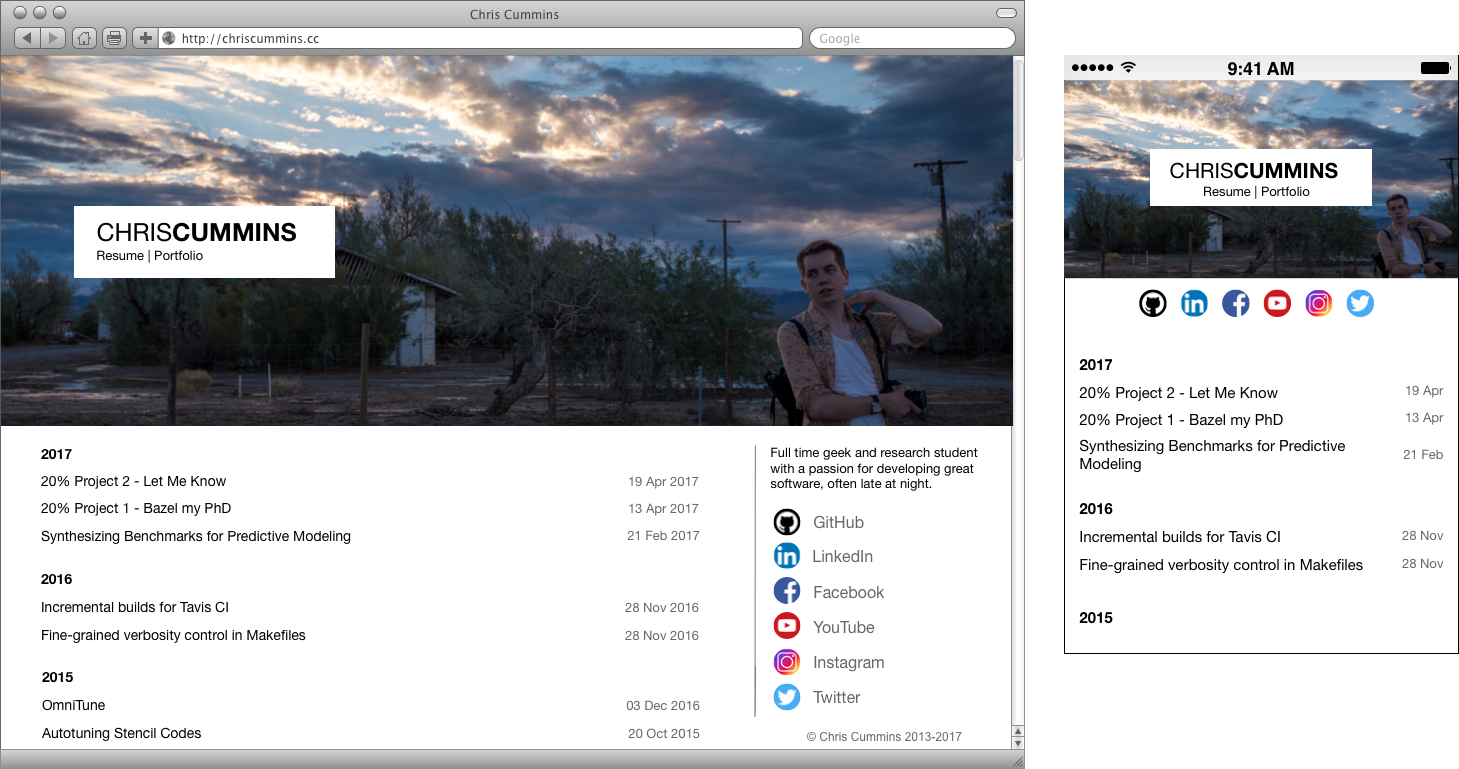 Chris Cummins
http://chriscummins.cc
Google
CHRISCUMMINS
Resume | Portfolio
2017
20% Project 2 - Let Me Know 19 Apr 2017
20% Project 1 - Bazel my PhD 13 Apr 2017
Synthesizing Benchmarks for Predictive Modeling 21 Feb 2017
2016
Incremental builds for Tavis CI 28 Nov 2016
Fine-grained verbosity control in Makefiles 28 Nov 2016
2015
OmniTune 03 Dec 2016
Autotuning Stencil Codes 20 Oct 2015
Full time geek and research student
with a passion for developing great
software, often late at night.
GitHub
in LinkedIn
Facebook
YouTube
Instagram
Twitter
© Chris Cummins 2013-2017
9:41 AM
CHRISCUMMINS
Resume | Portfolio
in
2017
20% Project 2 - Let Me Know 19 Apr
20% Project 1 - Bazel my PhD 13 Apr
Synthesizing Benchmarks for Predictive
Modeling 21 Feb
2016
Incremental builds for Tavis CI 28 Nov
Fine-grained verbosity control in Makefiles 28 Nov
2015